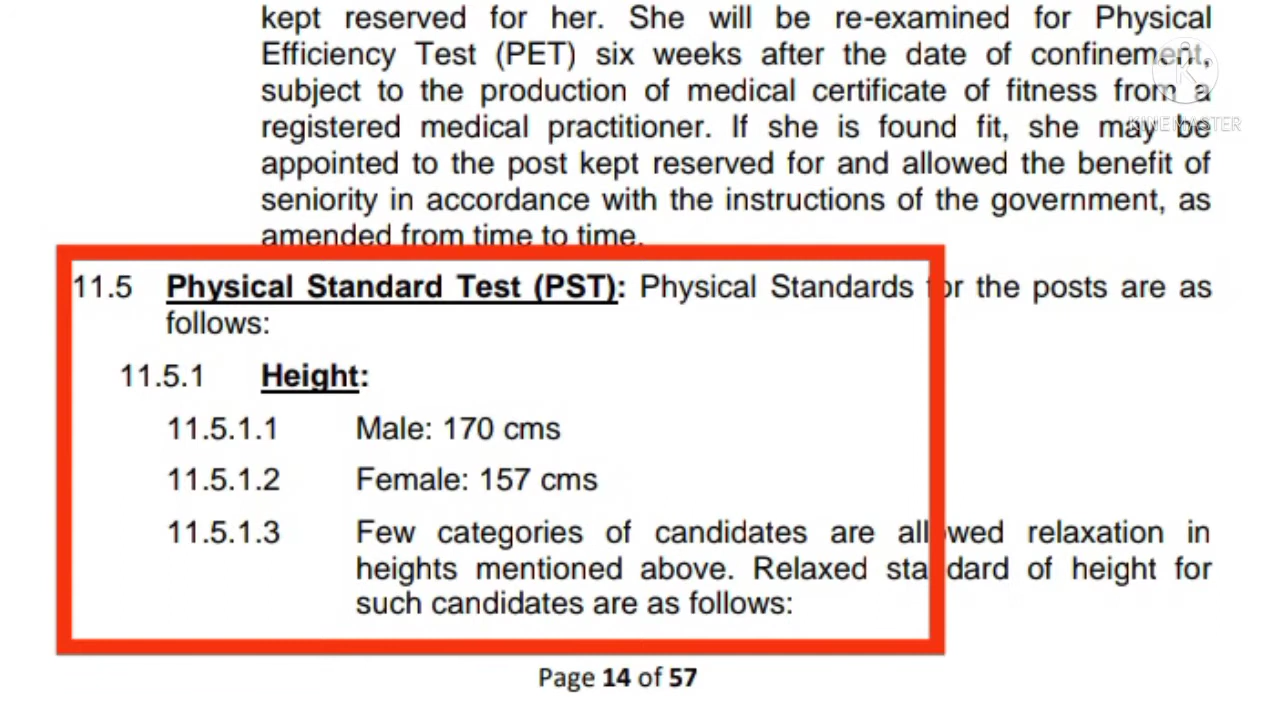 kept reserved for her. She will be re-examined for Physical
Efficiency Test (PET) six weeks after the date of confinement,
subject to the production of medical certificate of fitness from a
registered medical practitioner. If she is found fit, she may be
KINEMASTER
appointed to the post kept reserved for and allowed the benefit of
seniority in accordance with the instructions of the government, as
amended from time to time.
11.5 Physical Standard Test (PST): Physical Standards for the posts are as
follows:
11.5.1 Height:
11.5.1.1 Male: 170 cms
11.5.1.2 Female: 157 cms
11.5.1.3 Few categories of candidates are allowed relaxation in
heights mentioned above. Relaxed standard of height for
such candidates are as follows:
Page 14 of 57